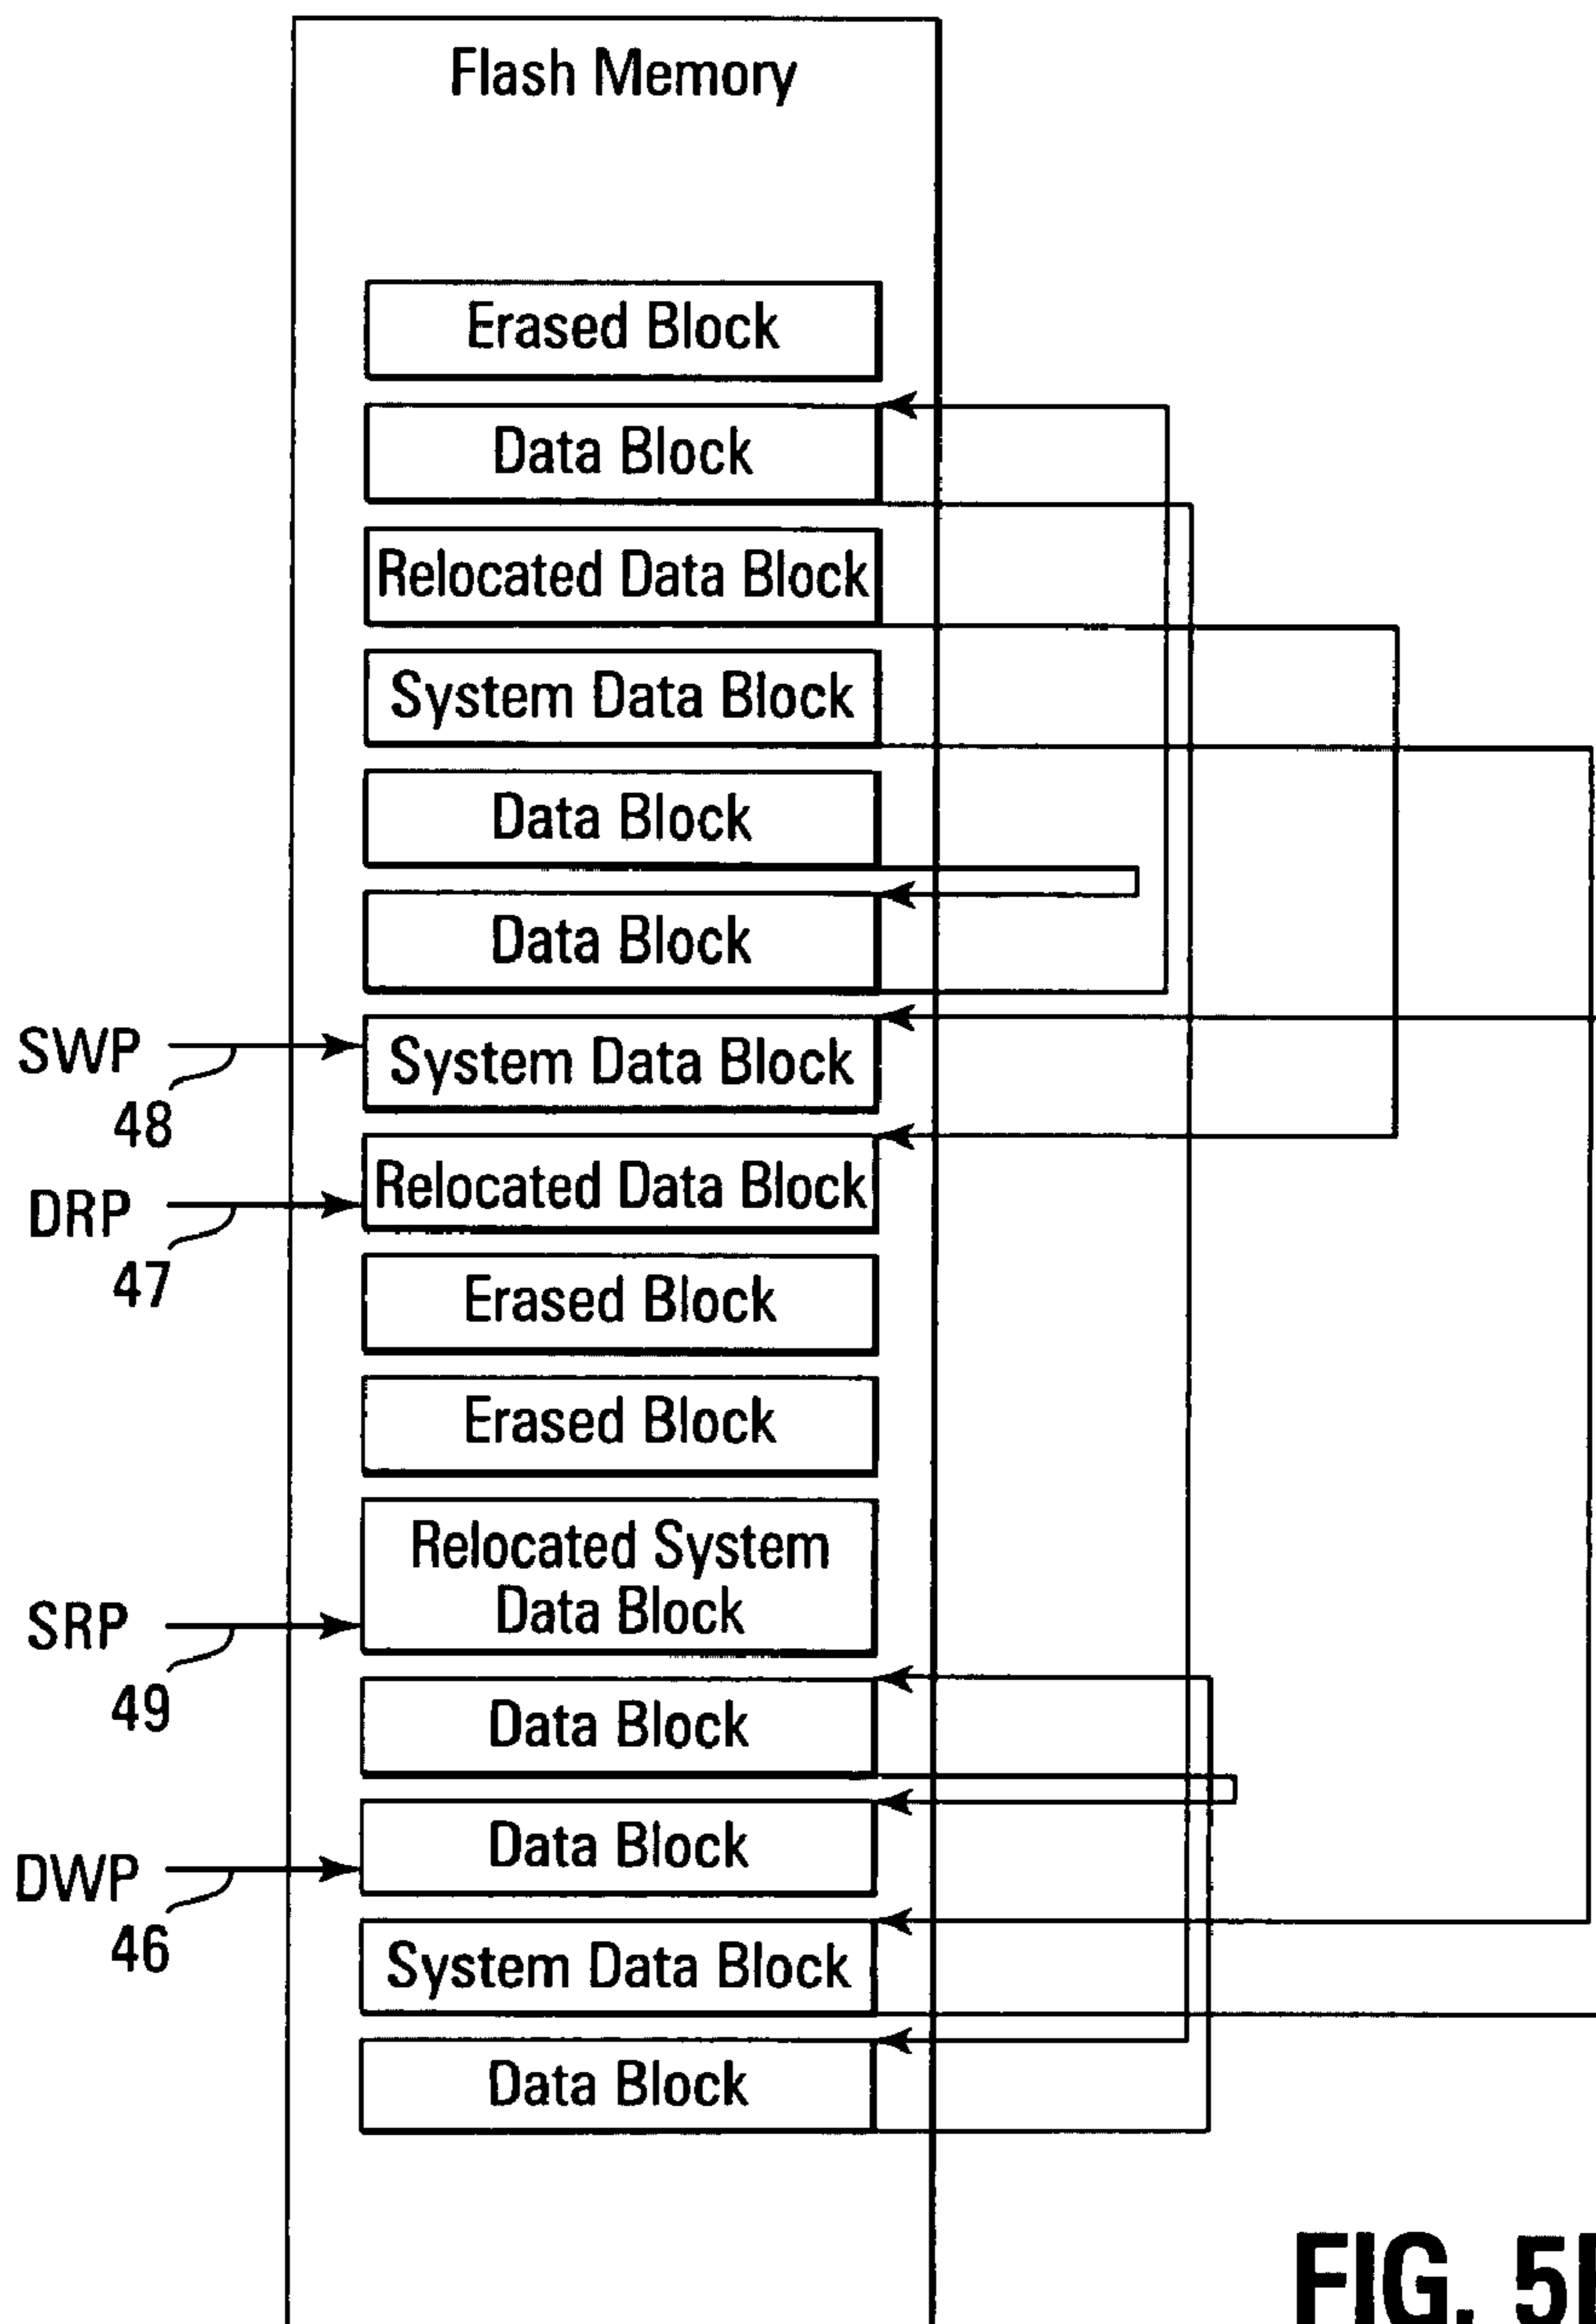 Flash Memory
Erased Block
Data Block
Relocated Data Block
System Data Block
Data Block
Data Block
SWP
48
System Data Block
DRP
47
Relocated Data Block
Erased Block
Erased Block
Relocated System
Data Block
SRP
49
Data Block
DWP
46
Data Block
System Data Block
Data Block
FIG.